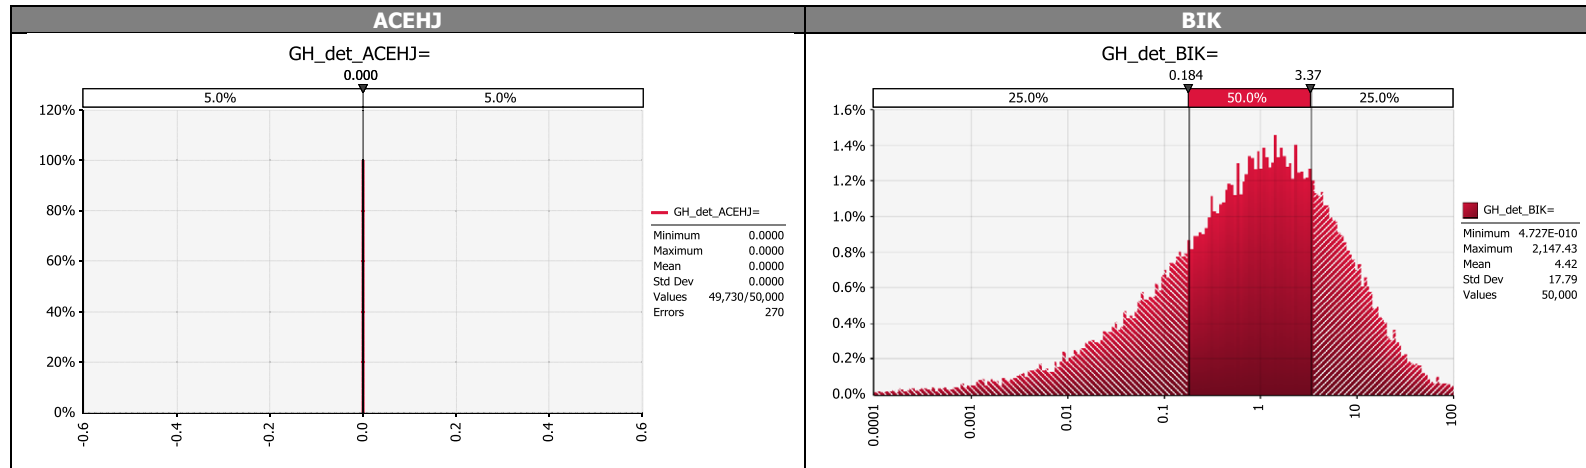 ACEHJ
GH_det_ACEHJ=
0.000
5.0% 5.0%
120%
100%
80%
60%
40%
20%
0%
-0.6 -0.4 -0.2 0.0 0.2 0.4 0.6
GH_det_ACEHJ=
Minimum 0.0000
Maximum 0.0000
Mean 0.0000
Std Dev 0.0000
Values 49,730/50,000
Errors 270
BIK
GH_det_BIK=
0.184 3.37
25.0% 50.0% 25.0%
1.6%
1.4%
1.2%
1.0%
0.8%
0.6%
0.4%
0.2%
0.0%
0.0001 0.001 0.01 0.1 1 10 100
GH_det_BIK=
Minimum 4.727E-010
Maximum 2,147.43
Mean 4.42
Std Dev 17.79
Values 50,000